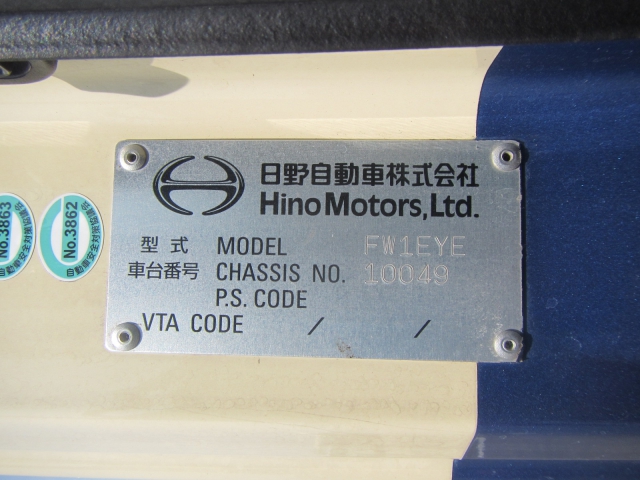 日野自動車株式会社
Hino Motors, Ltd.
型式 MODEL FW1EYE
車台番号 CHASSIS NO. 10049
P.S. CODE
VTA CODE / /
No.3863
No.3862